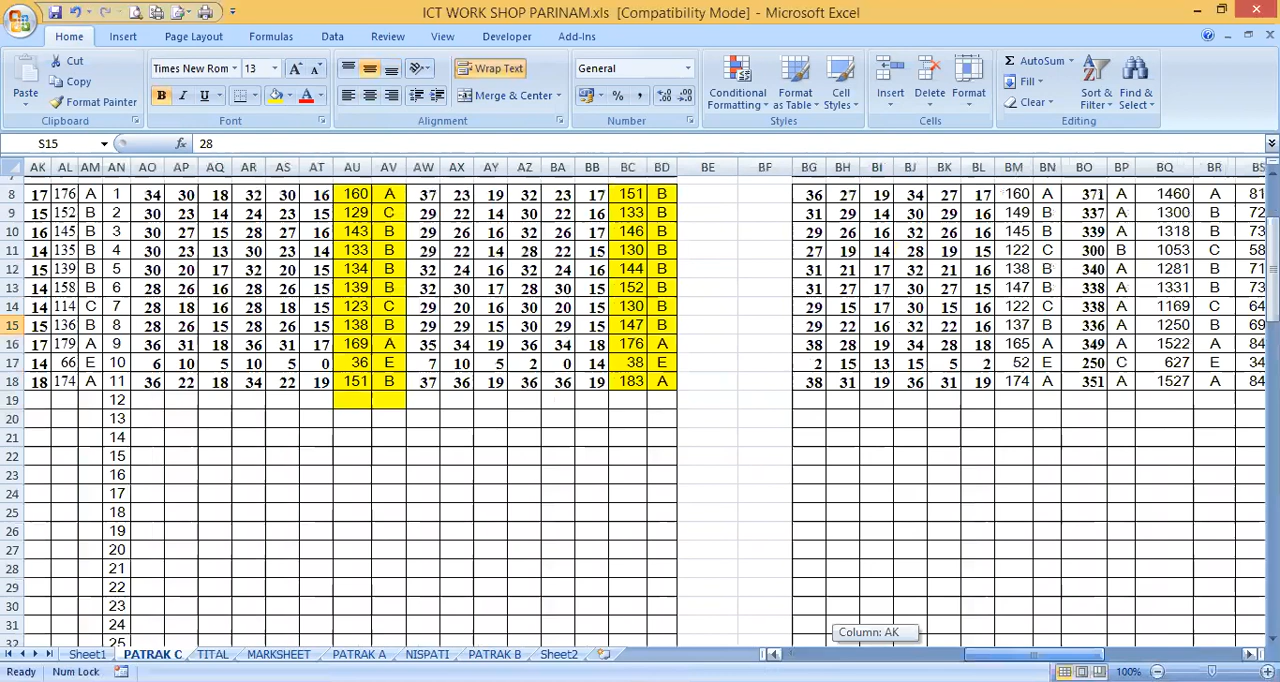 ICT WORK SHOP PARINAM.xls [Compatibility Mode] - Microsoft Excel
Home Insert Page Layout Formulas Data Review View Developer Add-Ins
Cut Times New Rom 13 Wrap Text General AutoSum
Paste Copy Conditional Formatting Format as Table Cell Styles Insert Delete Format Fill Sort & Filter Find & Select
Format Painter B I U Merge & Center % , Clear
Clipboard Font Alignment Number Styles Cells Editing
S15 fx 28
AK AL AM AN AO AP AQ AR AS AT AU AV AW AX AY AZ BA BB BC BD BE BF BG BH BI BJ BK BL BM BN BO BP BQ BR BS
8 17 176 A 1 34 30 18 32 30 16 160 A 37 23 19 32 23 17 151 B 36 27 19 34 27 17 160 A 371 A 1460 A 81
9 15 152 B 2 30 23 14 24 23 15 129 C 29 22 14 30 22 16 133 B 31 29 14 30 29 16 149 B 337 A 1300 B 72
10 16 145 B 3 30 27 15 28 27 16 143 B 29 26 16 32 26 17 146 B 29 26 16 32 26 16 145 B 339 A 1318 B 73
11 14 135 B 4 30 23 13 30 23 14 133 B 29 22 14 28 22 15 130 B 27 19 14 28 19 15 122 C 300 B 1053 C 58
12 15 139 B 5 30 20 17 32 20 15 134 B 32 24 16 32 24 16 144 B 31 21 17 32 21 16 138 B 340 A 1281 B 71
13 14 158 B 6 28 26 16 28 26 15 139 B 32 30 17 28 30 15 152 B 31 27 17 30 27 15 147 B 338 A 1331 B 73
14 14 114 C 7 28 18 16 28 18 15 123 C 29 20 16 30 20 15 130 B 29 15 17 30 15 16 122 C 338 A 1169 C 64
15 15 136 B 8 28 26 15 28 26 15 138 B 29 29 15 30 29 15 147 B 29 22 16 32 22 16 137 B 336 A 1250 B 69
16 17 179 A 9 36 31 18 36 31 17 169 A 35 34 19 36 34 18 176 A 38 28 19 34 28 18 165 A 349 A 1522 A 84
17 14 66 E 10 6 10 5 10 5 0 36 E 7 10 5 2 0 14 38 E 2 15 13 15 5 2 52 E 250 C 627 E 34
18 18 174 A 11 36 22 18 34 22 19 151 B 37 36 19 36 36 19 183 A 38 31 19 36 31 19 174 A 351 A 1527 A 84
19 12
20 13
21 14
22 15
23 16
24 17
25 18
26 19
27 20
28 21
29 22
30 23
31 24
32 25
Column: AK
Sheet1 PATRAK C TITAL MARKSHEET PATRAK A NISPATI PATRAK B Sheet2
Ready Num Lock 100%